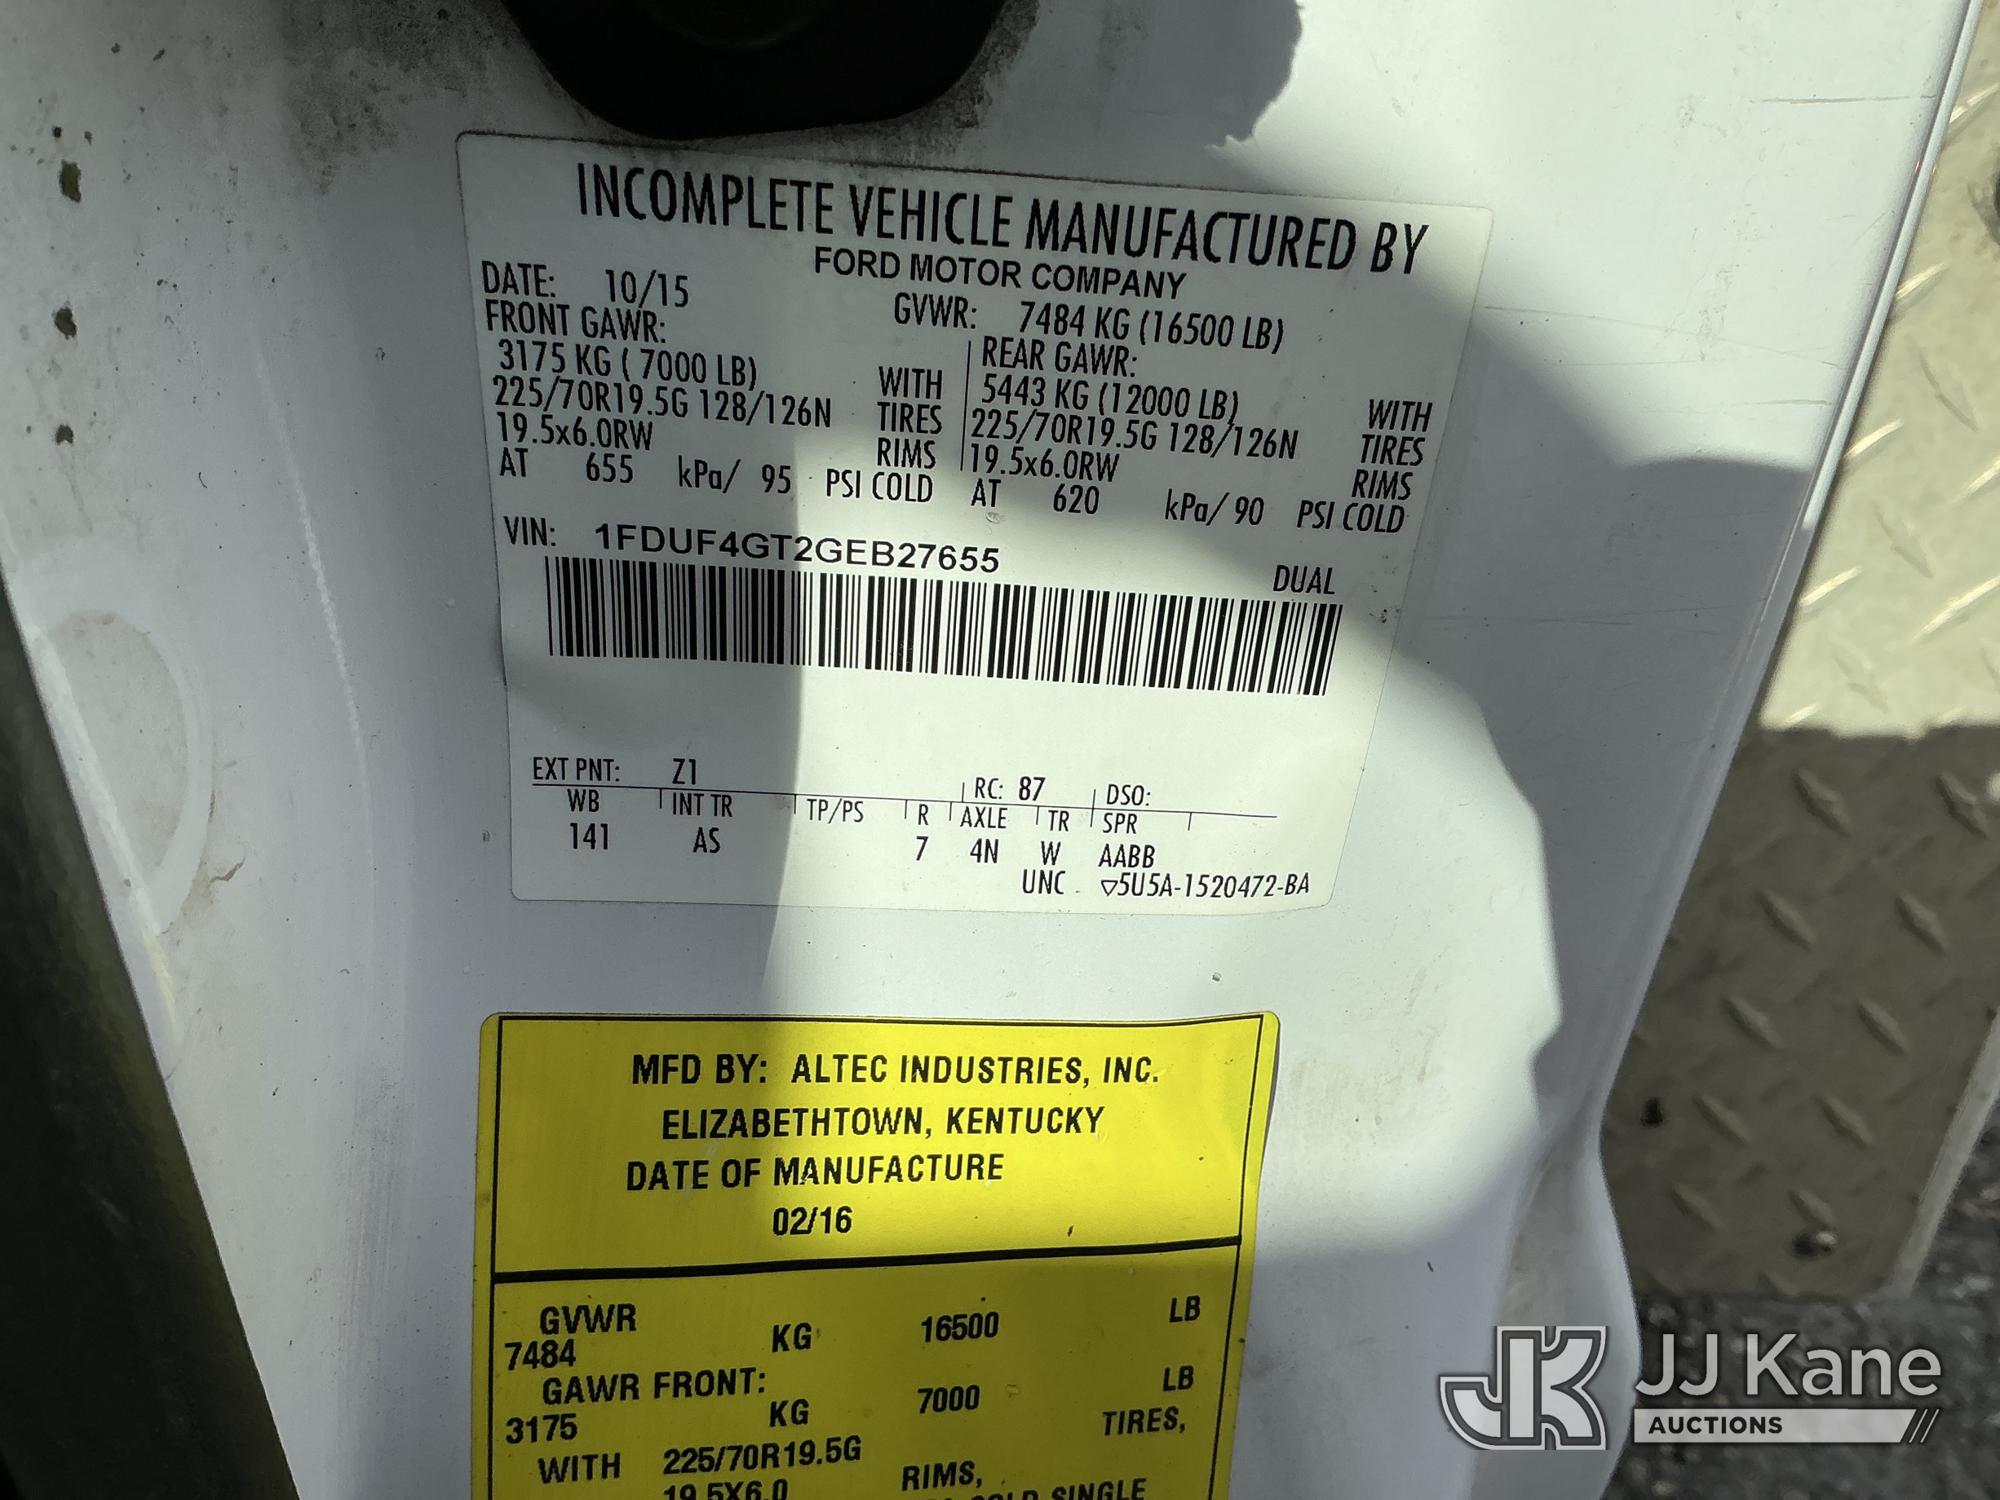 INCOMPLETE VEHICLE MANUFACTURED BY
FORD MOTOR COMPANY
DATE: 10/15 GVWR: 7484 KG (16500 LB)
FRONT GAWR: REAR GAWR:
3175 KG ( 7000 LB) WITH 5443 KG (12000 LB) WITH
225/70R19.5G 128/126N TIRES 225/70R19.5G 128/126N TIRES
19.5x6.0RW RIMS 19.5x6.0RW RIMS
AT 655 kPa/ 95 PSI COLD AT 620 kPa/ 90 PSI COLD
VIN: 1FDUF4GT2GEB27655
DUAL
EXT PNT: Z1 RC: 87 DSO:
WB INT TR TP/PS R AXLE TR SPR
141 AS 7 4N W AABB
UNC ▽5U5A-1520472-BA
MFD BY: ALTEC INDUSTRIES, INC.
ELIZABETHTOWN, KENTUCKY
DATE OF MANUFACTURE
02/16
GVWR
7484 KG 16500 LB
GAWR FRONT:
3175 KG 7000 LB
WITH 225/70R19.5G TIRES,
19.5X6.0 RIMS,
COLD SINGLE
JK JJ Kane
AUCTIONS